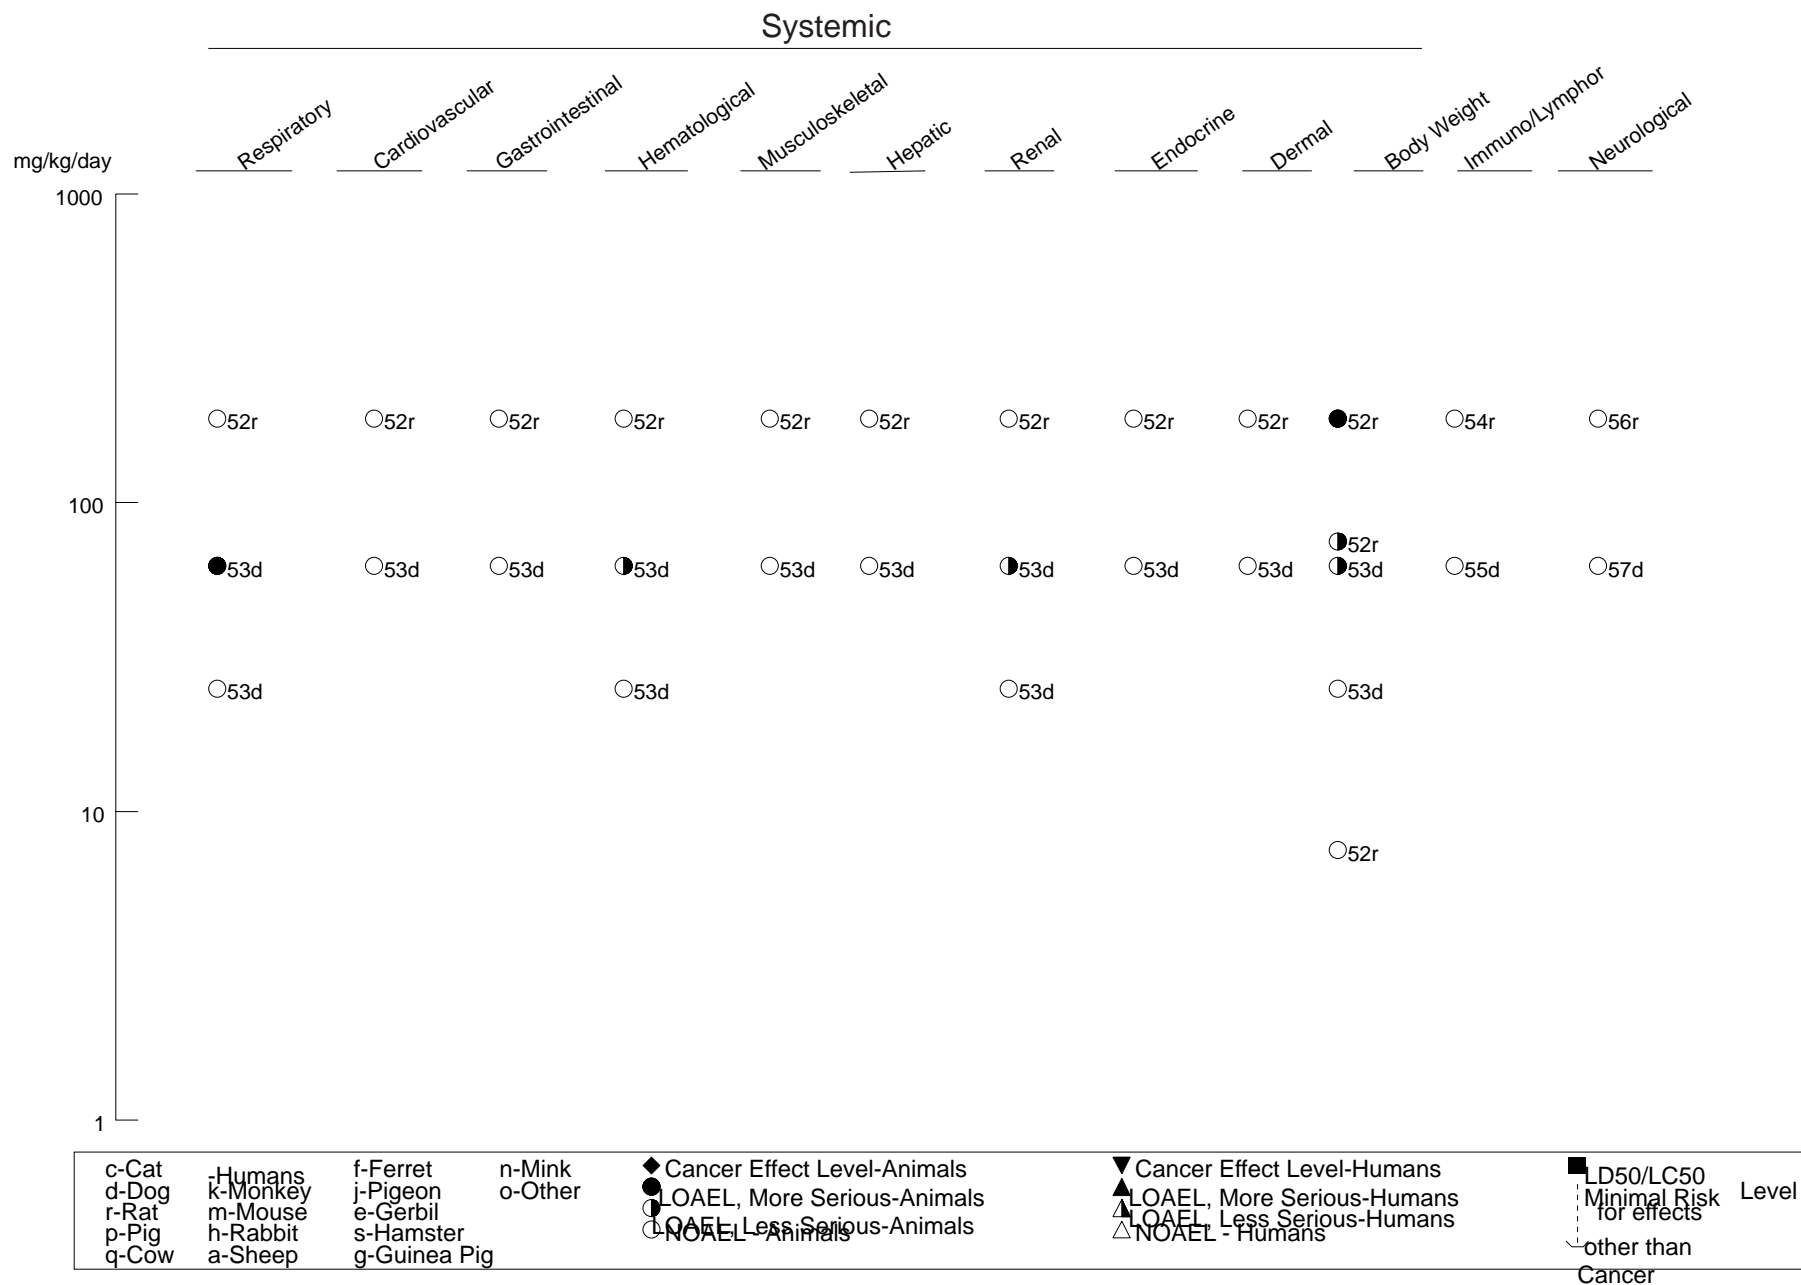 Systemic
mg/kg/day
Respiratory
Cardiovascular
Gastrointestinal
Hematological
Musculoskeletal
Hepatic
Renal
Endocrine
Dermal
Body Weight
Immuno/Lymphor
Neurological
1000
52r 52r 52r 52r 52r 52r 52r 52r 52r 52r 54r 56r
100
52r
53d 53d 53d 53d 53d 53d 53d 53d 53d 53d 55d 57d
53d 53d 53d 53d
10
52r
1
c-Cat
d-Dog
r-Rat
p-Pig
q-Cow
-Humans
k-Monkey
m-Mouse
h-Rabbit
a-Sheep
f-Ferret
j-Pigeon
e-Gerbil
s-Hamster
g-Guinea Pig
n-Mink
o-Other
Cancer Effect Level-Animals
LOAEL, More Serious-Animals
LOAEL, Less Serious-Animals
NOAEL - Animals
Cancer Effect Level-Humans
LOAEL, More Serious-Humans
LOAEL, Less Serious-Humans
NOAEL - Humans
LD50/LC50
Minimal Risk Level
for effects
other than
Cancer